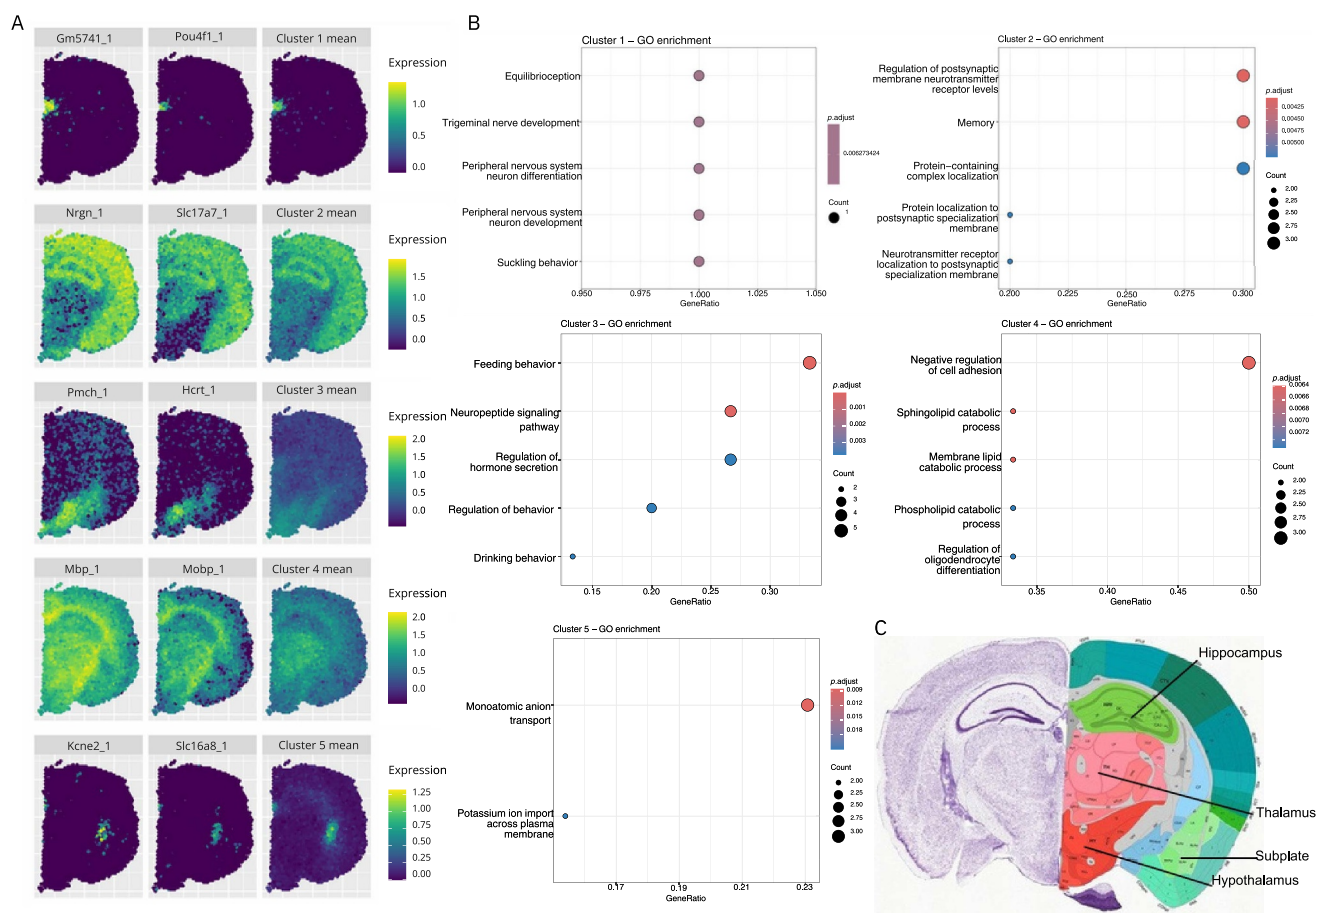 A
Gm5741_1
Pou4f1_1
Cluster 1 mean
Expression
1.0
0.5
0.0
Nrgn_1
Slc17a7_1
Cluster 2 mean
Expression
1.5
1.0
0.5
0.0
Pmch_1
Hcrt_1
Cluster 3 mean
Expression
2.0
1.5
1.0
0.5
0.0
Mbp_1
Mobp_1
Cluster 4 mean
Expression
2.0
1.5
1.0
0.5
0.0
Kcne2_1
Slc16a8_1
Cluster 5 mean
Expression
1.25
1.00
0.75
0.50
0.25
0.00
B
Cluster 1 – GO enrichment
Equilibrioception
Trigeminal nerve development
Peripheral nervous system
neuron differentiation
Peripheral nervous system
neuron development
Suckling behavior
0.950
0.975
1.000
1.025
1.050
GeneRatio
p.adjust
0.006273424
Count
1
Cluster 2 – GO enrichment
Regulation of postsynaptic
membrane neurotransmitter
receptor levels
Memory
Protein–containing
complex localization
Protein localization to
postsynaptic specialization
membrane
Neurotransmitter receptor
localization to postsynaptic
specialization membrane
0.200
0.225
0.250
0.275
0.300
GeneRatio
p.adjust
0.00425
0.00450
0.00475
0.00500
Count
2.00
2.25
2.50
2.75
3.00
Cluster 3 – GO enrichment
Feeding behavior
Neuropeptide signaling
pathway
Regulation of
hormone secretion
Regulation of behavior
Drinking behavior
0.15
0.20
0.25
0.30
GeneRatio
p.adjust
0.001
0.002
0.003
Count
2
3
4
5
Cluster 4 – GO enrichment
Negative regulation
of cell adhesion
Sphingolipid catabolic
process
Membrane lipid
catabolic process
Phospholipid catabolic
process
Regulation of
oligodendrocyte
differentiation
0.35
0.40
0.45
0.50
GeneRatio
p.adjust
0.0064
0.0066
0.0068
0.0070
0.0072
Count
2.00
2.25
2.50
2.75
3.00
Cluster 5 – GO enrichment
Monoatomic anion
transport
Potassium ion import
across plasma
membrane
0.17
0.19
0.21
0.23
GeneRatio
p.adjust
0.009
0.012
0.015
0.018
Count
2.00
2.25
2.50
2.75
3.00
C
Hippocampus
Thalamus
Subplate
Hypothalamus